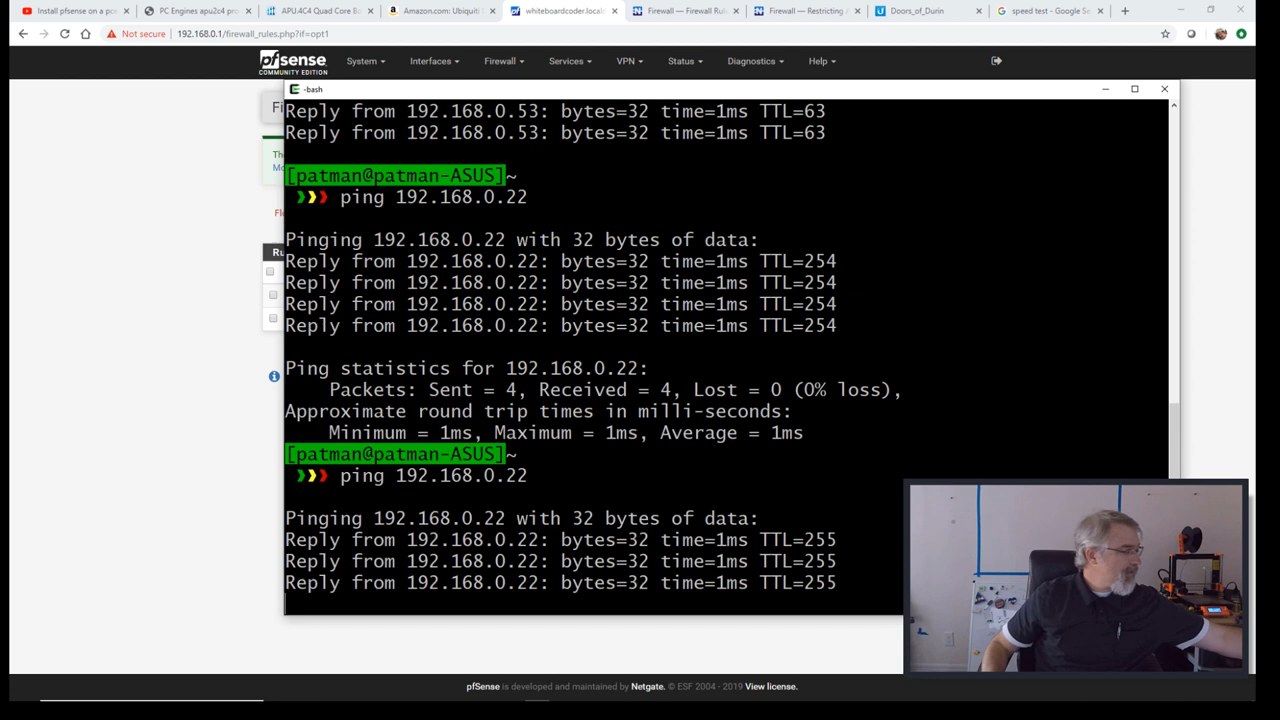 Install pfsense on a po
PC Engines apu2c4 pro
APU.4C4 Quad Core Bo
Amazon.com: Ubiquiti
whiteboardcoder.local
Firewall — Firewall Rul
Firewall — Restricting A
Doors_of_Durin
speed test - Google Se
Not secure
192.168.0.1/firewall_rules.php?if=opt1
pfsense
COMMUNITY EDITION
System
Interfaces
Firewall
Services
VPN
Status
Diagnostics
Help
-bash
Fi
Reply from 192.168.0.53: bytes=32 time=1ms TTL=63
Reply from 192.168.0.53: bytes=32 time=1ms TTL=63
The
Mo
[patman@patman-ASUS]~
❯❯❯ ping 192.168.0.22
Flo
Pinging 192.168.0.22 with 32 bytes of data:
Ru
Reply from 192.168.0.22: bytes=32 time=1ms TTL=254
Reply from 192.168.0.22: bytes=32 time=1ms TTL=254
Reply from 192.168.0.22: bytes=32 time=1ms TTL=254
Reply from 192.168.0.22: bytes=32 time=1ms TTL=254
Ping statistics for 192.168.0.22:
Packets: Sent = 4, Received = 4, Lost = 0 (0% loss),
Approximate round trip times in milli-seconds:
Minimum = 1ms, Maximum = 1ms, Average = 1ms
[patman@patman-ASUS]~
❯❯❯ ping 192.168.0.22
Pinging 192.168.0.22 with 32 bytes of data:
Reply from 192.168.0.22: bytes=32 time=1ms TTL=255
Reply from 192.168.0.22: bytes=32 time=1ms TTL=255
Reply from 192.168.0.22: bytes=32 time=1ms TTL=255
pfSense is developed and maintained by Netgate. © ESF 2004 - 2019 View license.